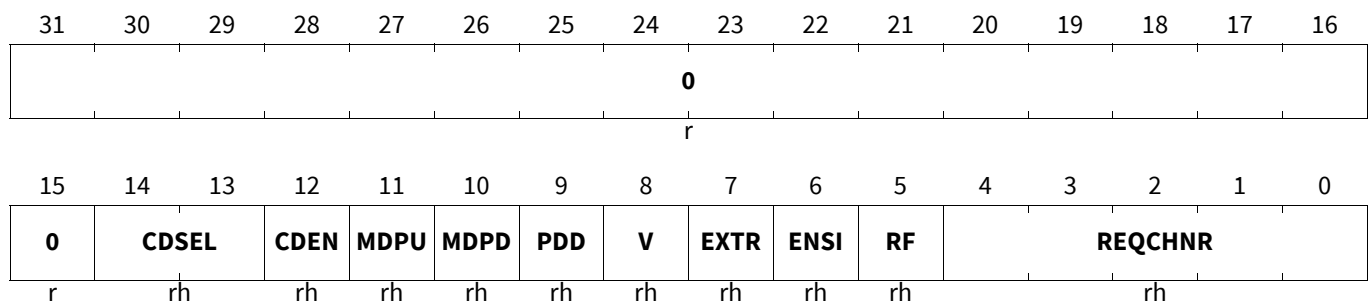 31 30 29 28 27 26 25 24 23 22 21 20 19 18 17 16
0
r
15 14 13 12 11 10 9 8 7 6 5 4 3 2 1 0
0 CDSEL CDEN MDPU MDPD PDD V EXTR ENSI RF REQCHNR
r rh rh rh rh rh rh rh rh rh rh